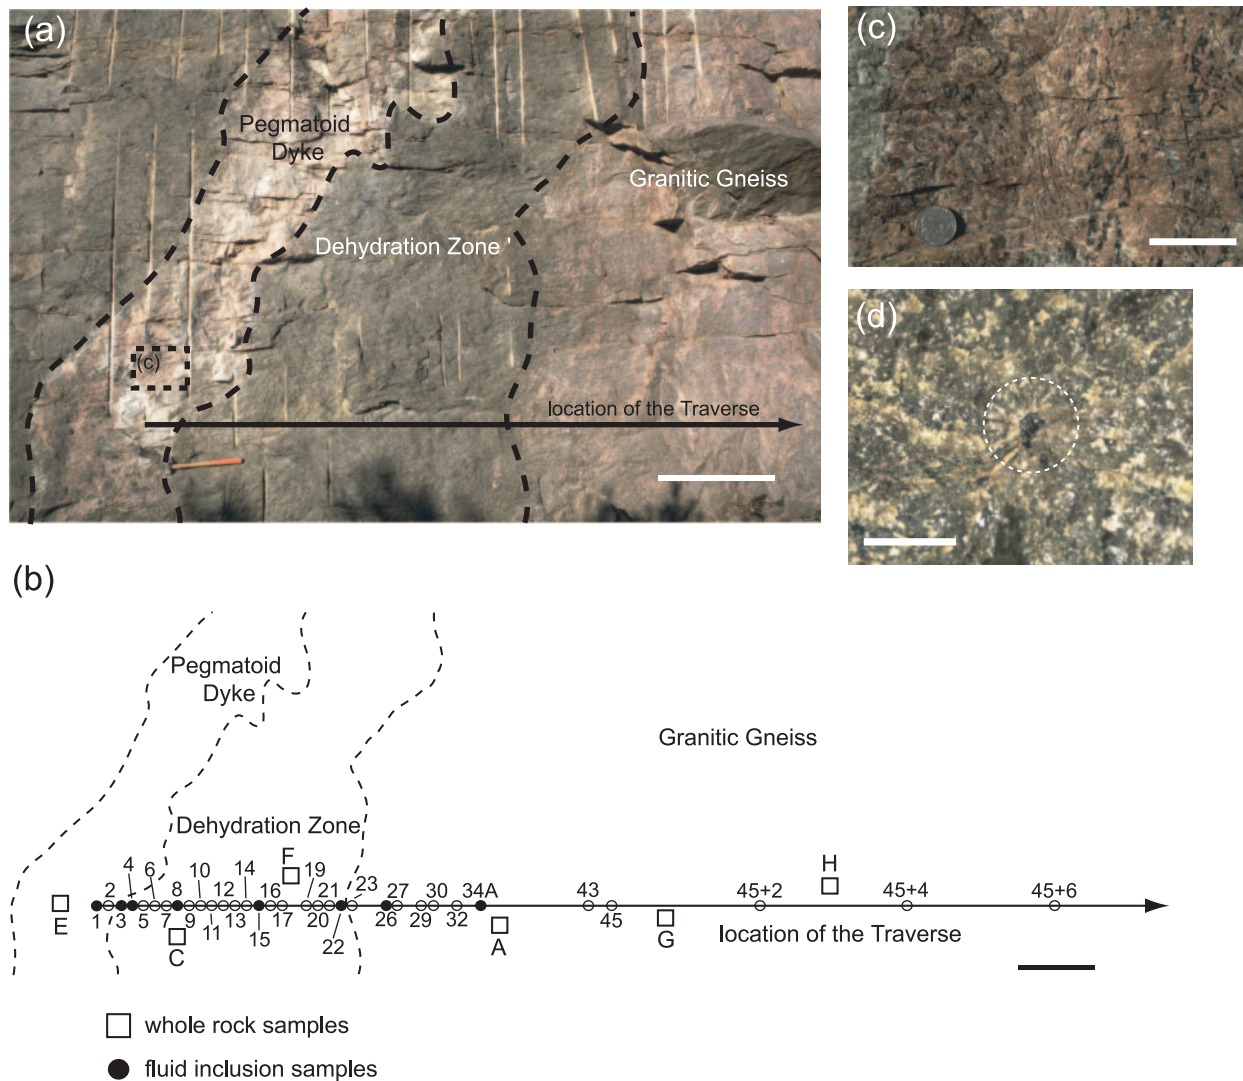 (a)
Pegmatoid
Dyke
Granitic Gneiss
Dehydration Zone '
(c)
location of the Traverse
(c)
(d)
(b)
Pegmatoid
Dyke
Granitic Gneiss
Dehydration Zone
F
H
4 6 10 12 14 19 21 23
2 8 16 27 30 34A 43 45+2 45+4 45+6
E 1 3 5 7 9 13 17 20 26 29 32 45
11 15 22
C A G
location of the Traverse
whole rock samples
fluid inclusion samples